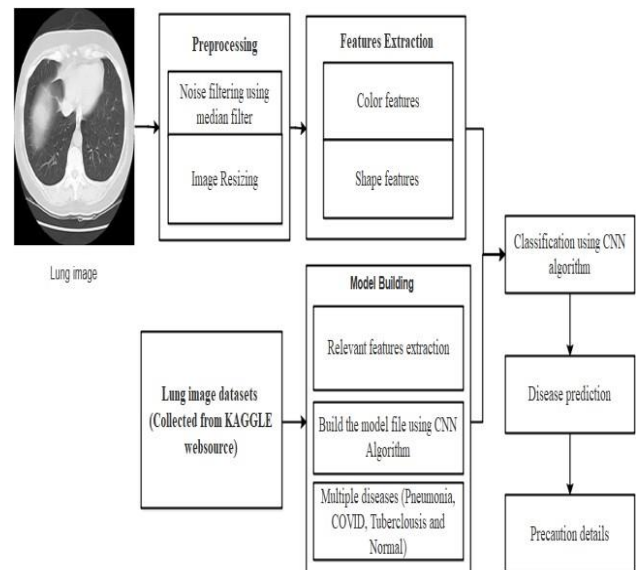 Preprocessing
Noise filtering using
median filter
Image Resizing
Features Extraction
Color features
Shape features
Lung image
Lung image datasets
(Collected from KAGGLE
websource)
Model Building
Relevant features extraction
Build the model file using CNN
Algorithm
Multiple diseases (Pneumonia,
COVID, Tuberclousis and
Normal)
Classification using CNN
algorithm
Disease prediction
Precaution details